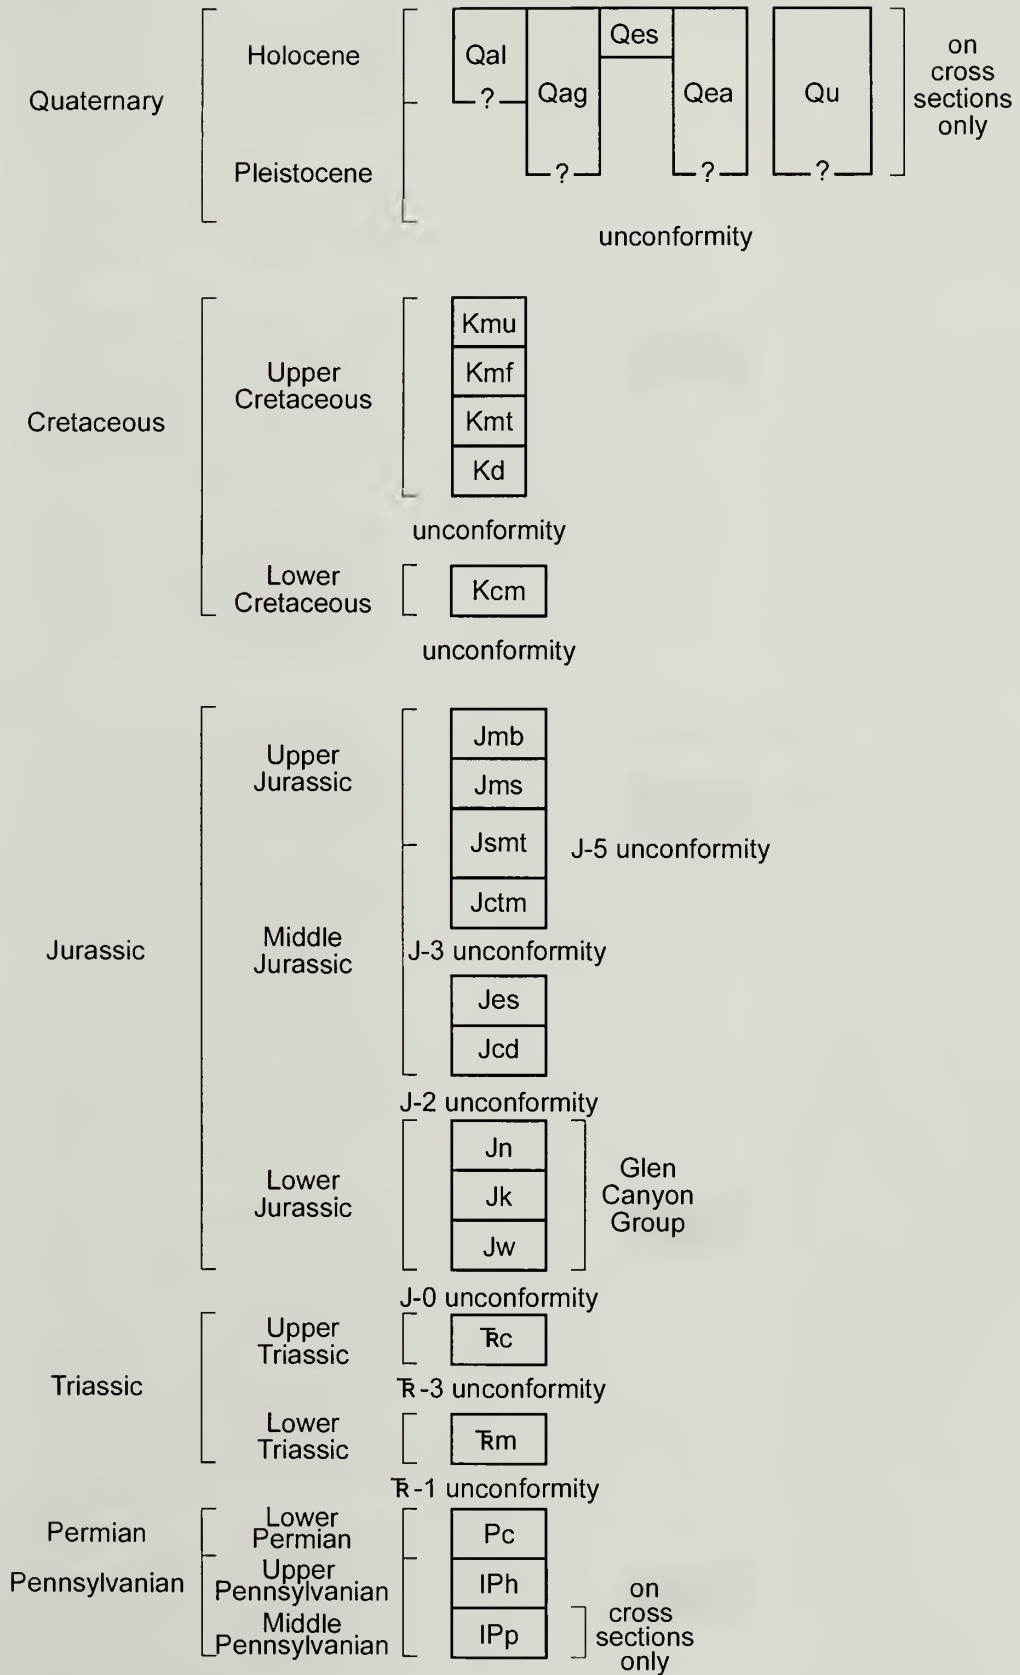 Quaternary
Holocene
Pleistocene
Qal
?
Qag
?
Qes
Qea
?
Qu
?
on
cross
sections
only
unconformity
Cretaceous
Upper
Cretaceous
Kmu
Kmf
Kmt
Kd
unconformity
Lower
Cretaceous
Kcm
unconformity
Jurassic
Upper
Jurassic
Jmb
Jms
Jsmt
J-5 unconformity
Jctm
Middle
Jurassic
J-3 unconformity
Jes
Jcd
J-2 unconformity
Lower
Jurassic
Jn
Jk
Jw
Glen
Canyon
Group
J-0 unconformity
Triassic
Upper
Triassic
T̅Rc
T̅R-3 unconformity
Lower
Triassic
T̅Rm
T̅R-1 unconformity
Permian
Lower
Permian
Pc
Pennsylvanian
Upper
Pennsylvanian
IPh
Middle
Pennsylvanian
IPp
on
cross
sections
only